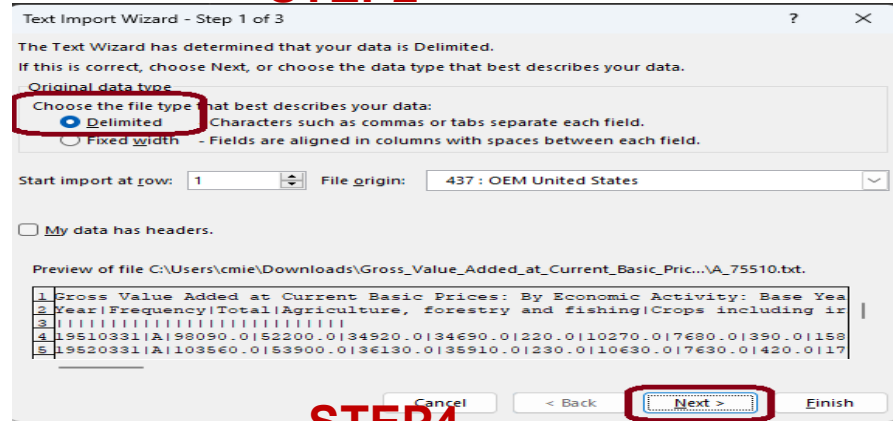 Text Import Wizard - Step 1 of 3 ? ×
The Text Wizard has determined that your data is Delimited.
If this is correct, choose Next, or choose the data type that best describes your data.
Original data type
Choose the file type that best describes your data:
Delimited - Characters such as commas or tabs separate each field.
Fixed width - Fields are aligned in columns with spaces between each field.
Start import at row: 1 File origin: 437 : OEM United States
My data has headers.
Preview of file C:\Users\cmie\Downloads\Gross_Value_Added_at_Current_Basic_Pric...\A_75510.txt.
1 Gross Value Added at Current Basic Prices: By Economic Activity: Base Yea
2 Year|Frequency|Total|Agriculture, forestry and fishing|Crops including ir
3 ||||||||||||||||||||||||||
4 19510331|A|98090.0|52200.0|34920.0|34690.0|220.0|10270.0|7680.0|390.0|158
5 19520331|A|103560.0|53900.0|36130.0|35910.0|230.0|10630.0|7630.0|420.0|17
Cancel < Back Next > Finish
STEP4